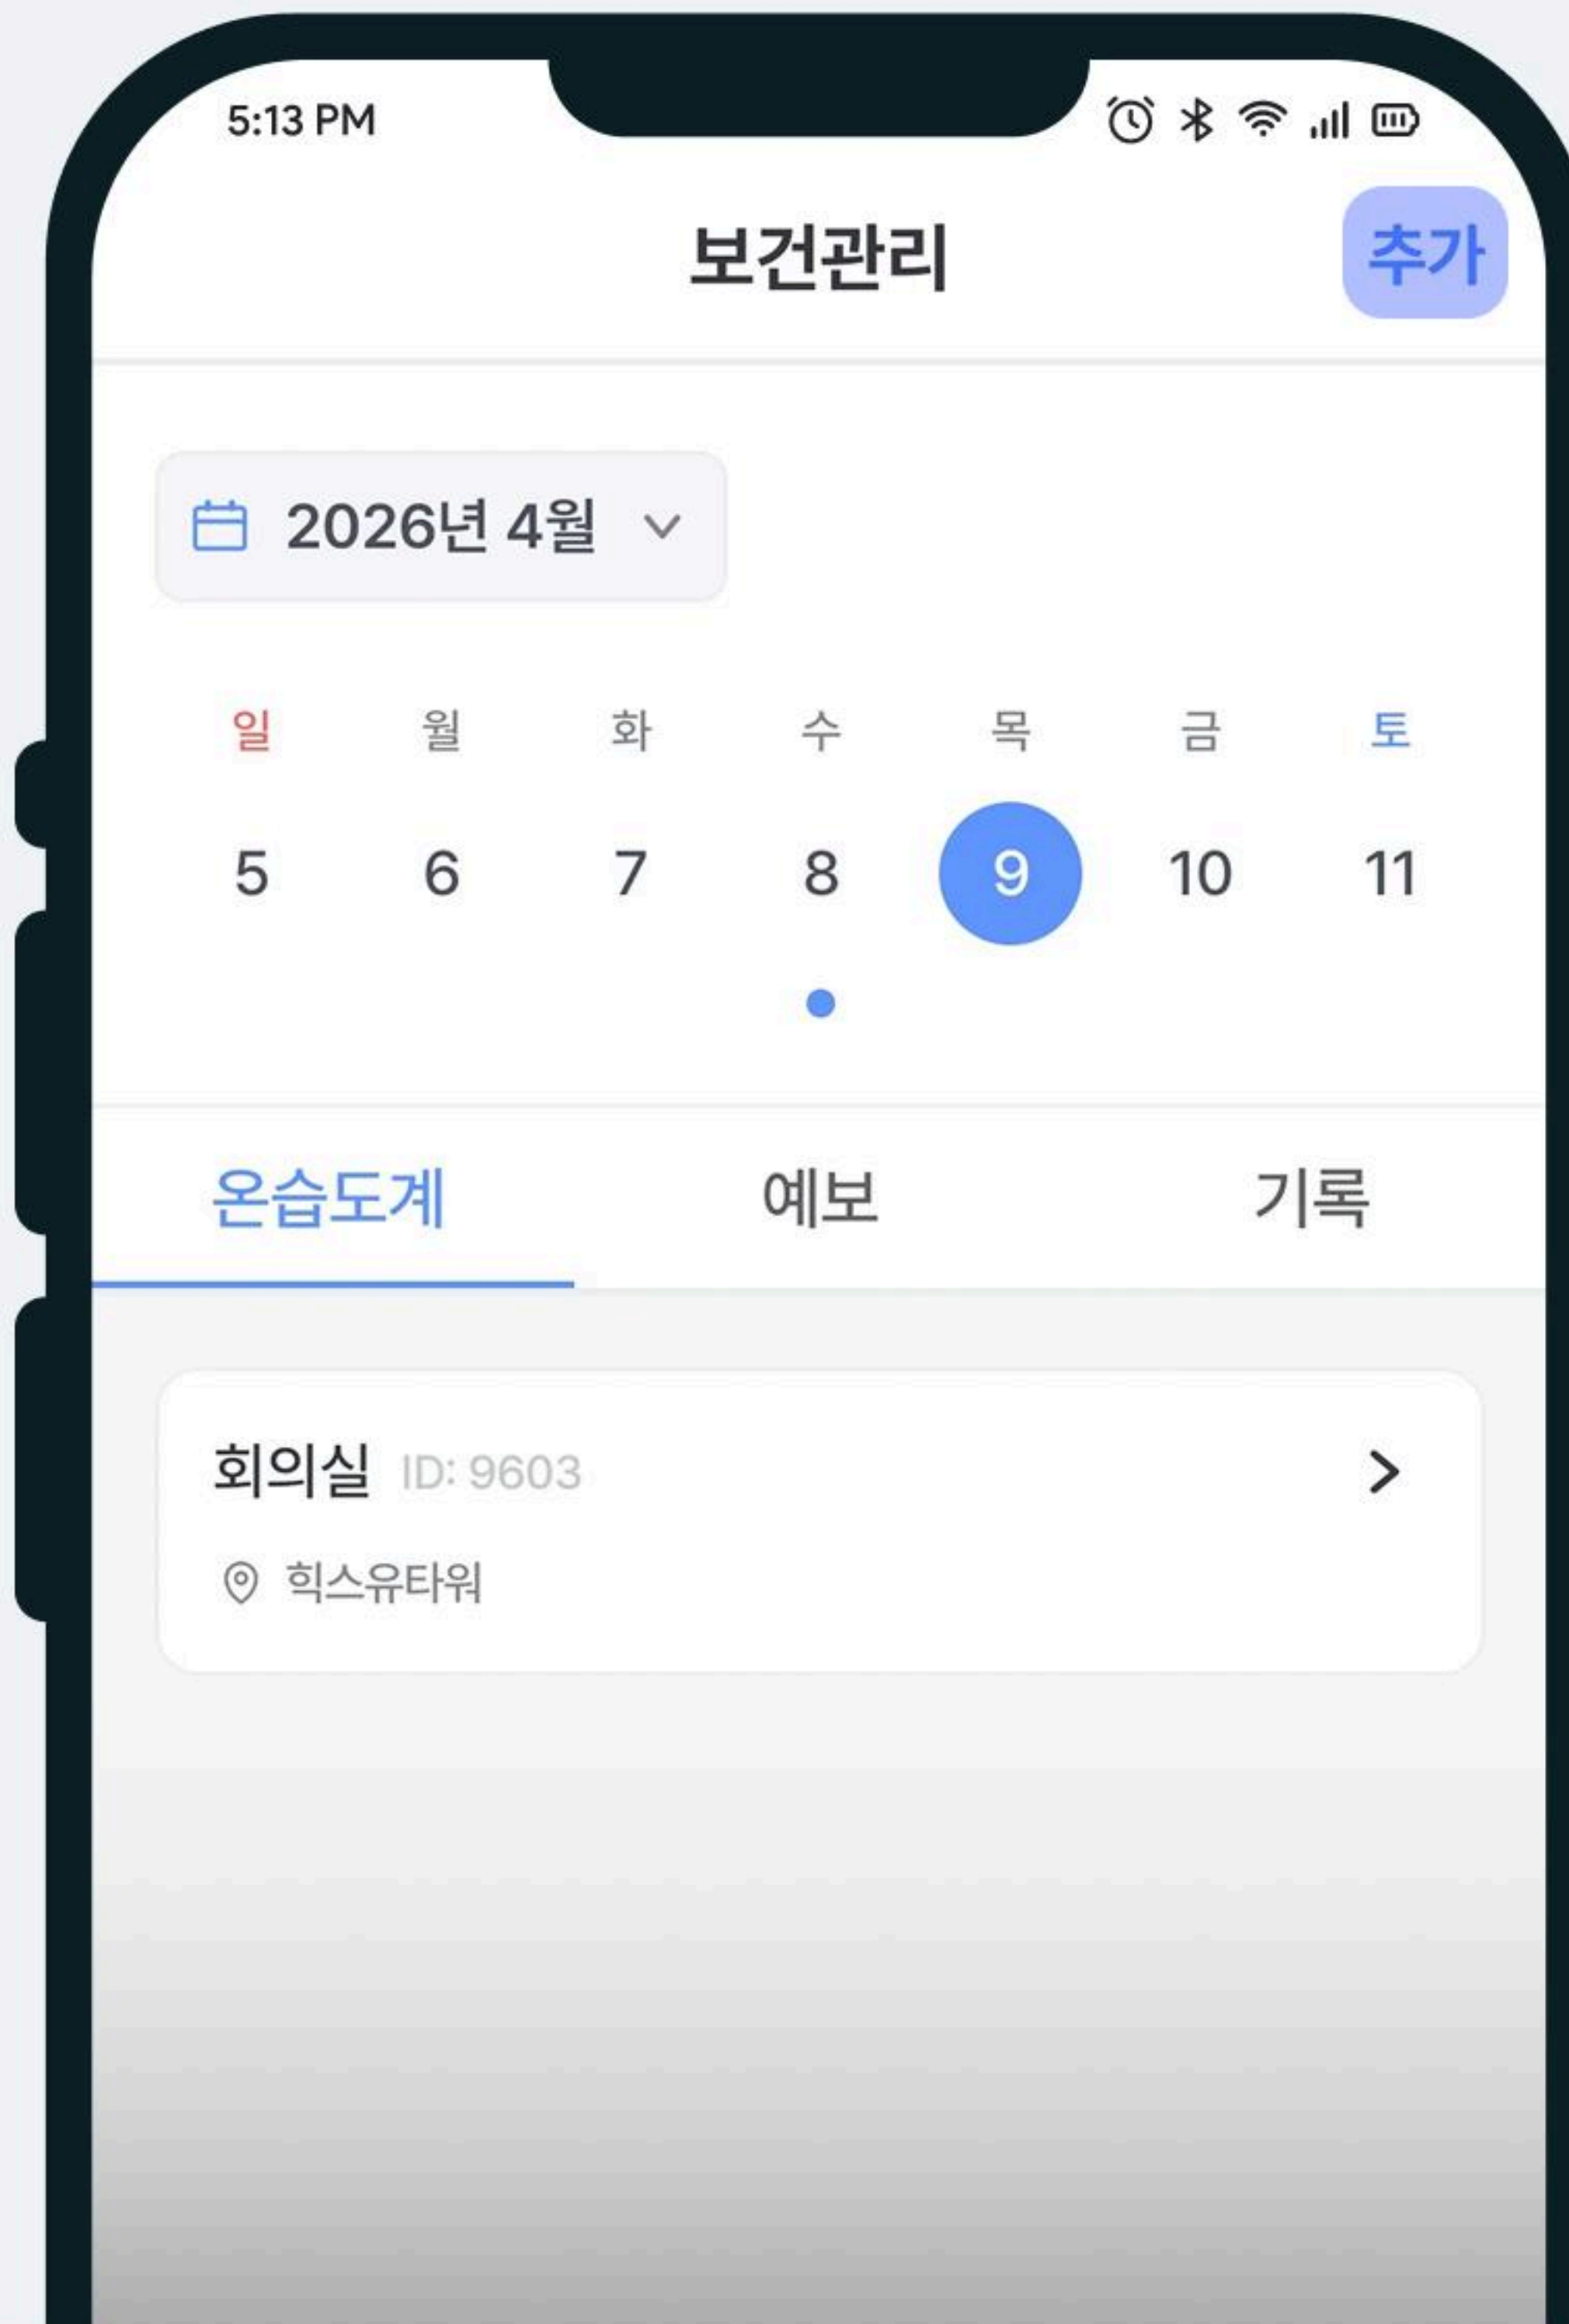 5:13 PM
보건관리
추가
2026년 4월
일 월 화 수 목 금 토
5 6 7 8 9 10 11
온습도계 예보 기록
회의실 ID: 9603
힉스유타워